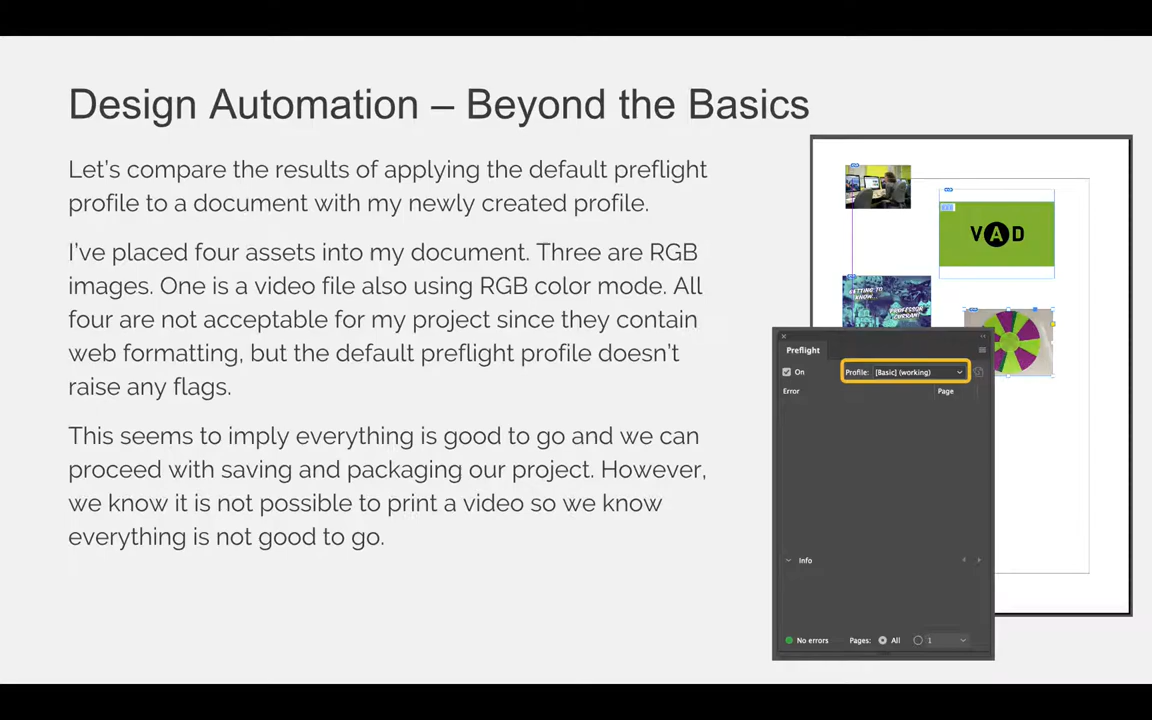 Design Automation – Beyond the Basics
Let's compare the results of applying the default preflight
profile to a document with my newly created profile.
I've placed four assets into my document. Three are RGB
images. One is a video file also using RGB color mode. All
four are not acceptable for my project since they contain
web formatting, but the default preflight profile doesn't
raise any flags.
This seems to imply everything is good to go and we can
proceed with saving and packaging our project. However,
we know it is not possible to print a video so we know
everything is not good to go.
VAD
GETTING TO
KNOW...
PROFESSOR
CURRAN!
Preflight
On Profile: [Basic] (working)
Error Page
Info
No errors Pages: All 1